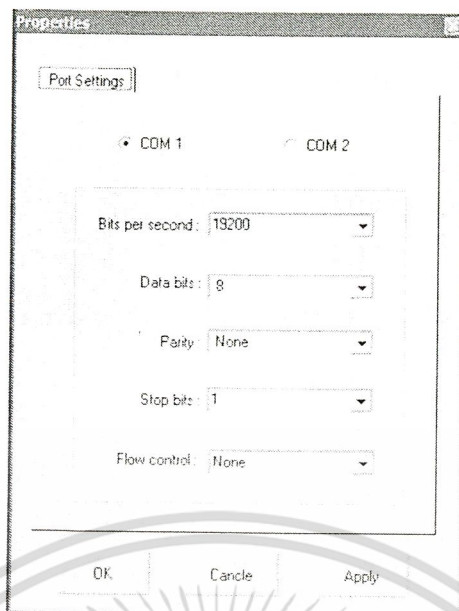 Properties
Port Settings
COM 1 COM 2
Bits per second : 19200
Data bits : 8
Parity : None
Stop bits : 1
Flow control : None
OK Cancle Apply